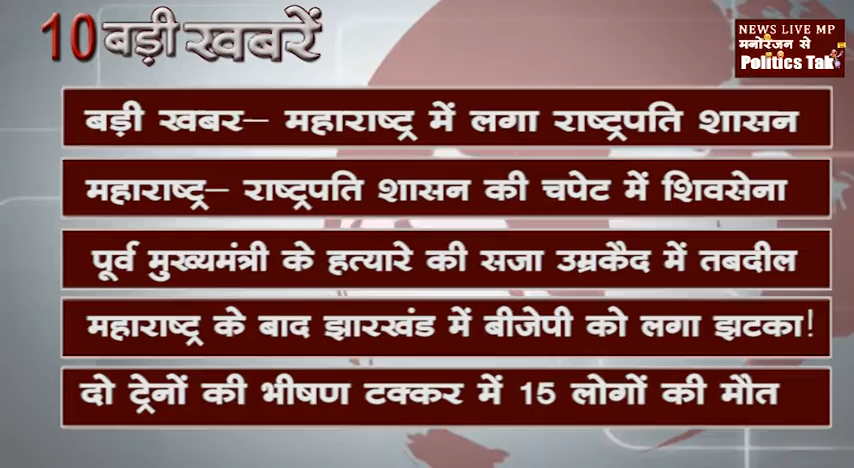 10 बड़ी खबरें
NEWS LIVE MP
मनोरंजन से
Politics Tak
बड़ी खबर– महाराष्ट्र में लगा राष्ट्रपति शासन
महाराष्ट्र– राष्ट्रपति शासन की चपेट में शिवसेना
पूर्व मुख्यमंत्री के हत्यारे की सजा उम्रकैद में तबदील
महाराष्ट्र के बाद झारखंड में बीजेपी को लगा झटका!
दो ट्रेनों की भीषण टक्कर में 15 लोगों की मौत